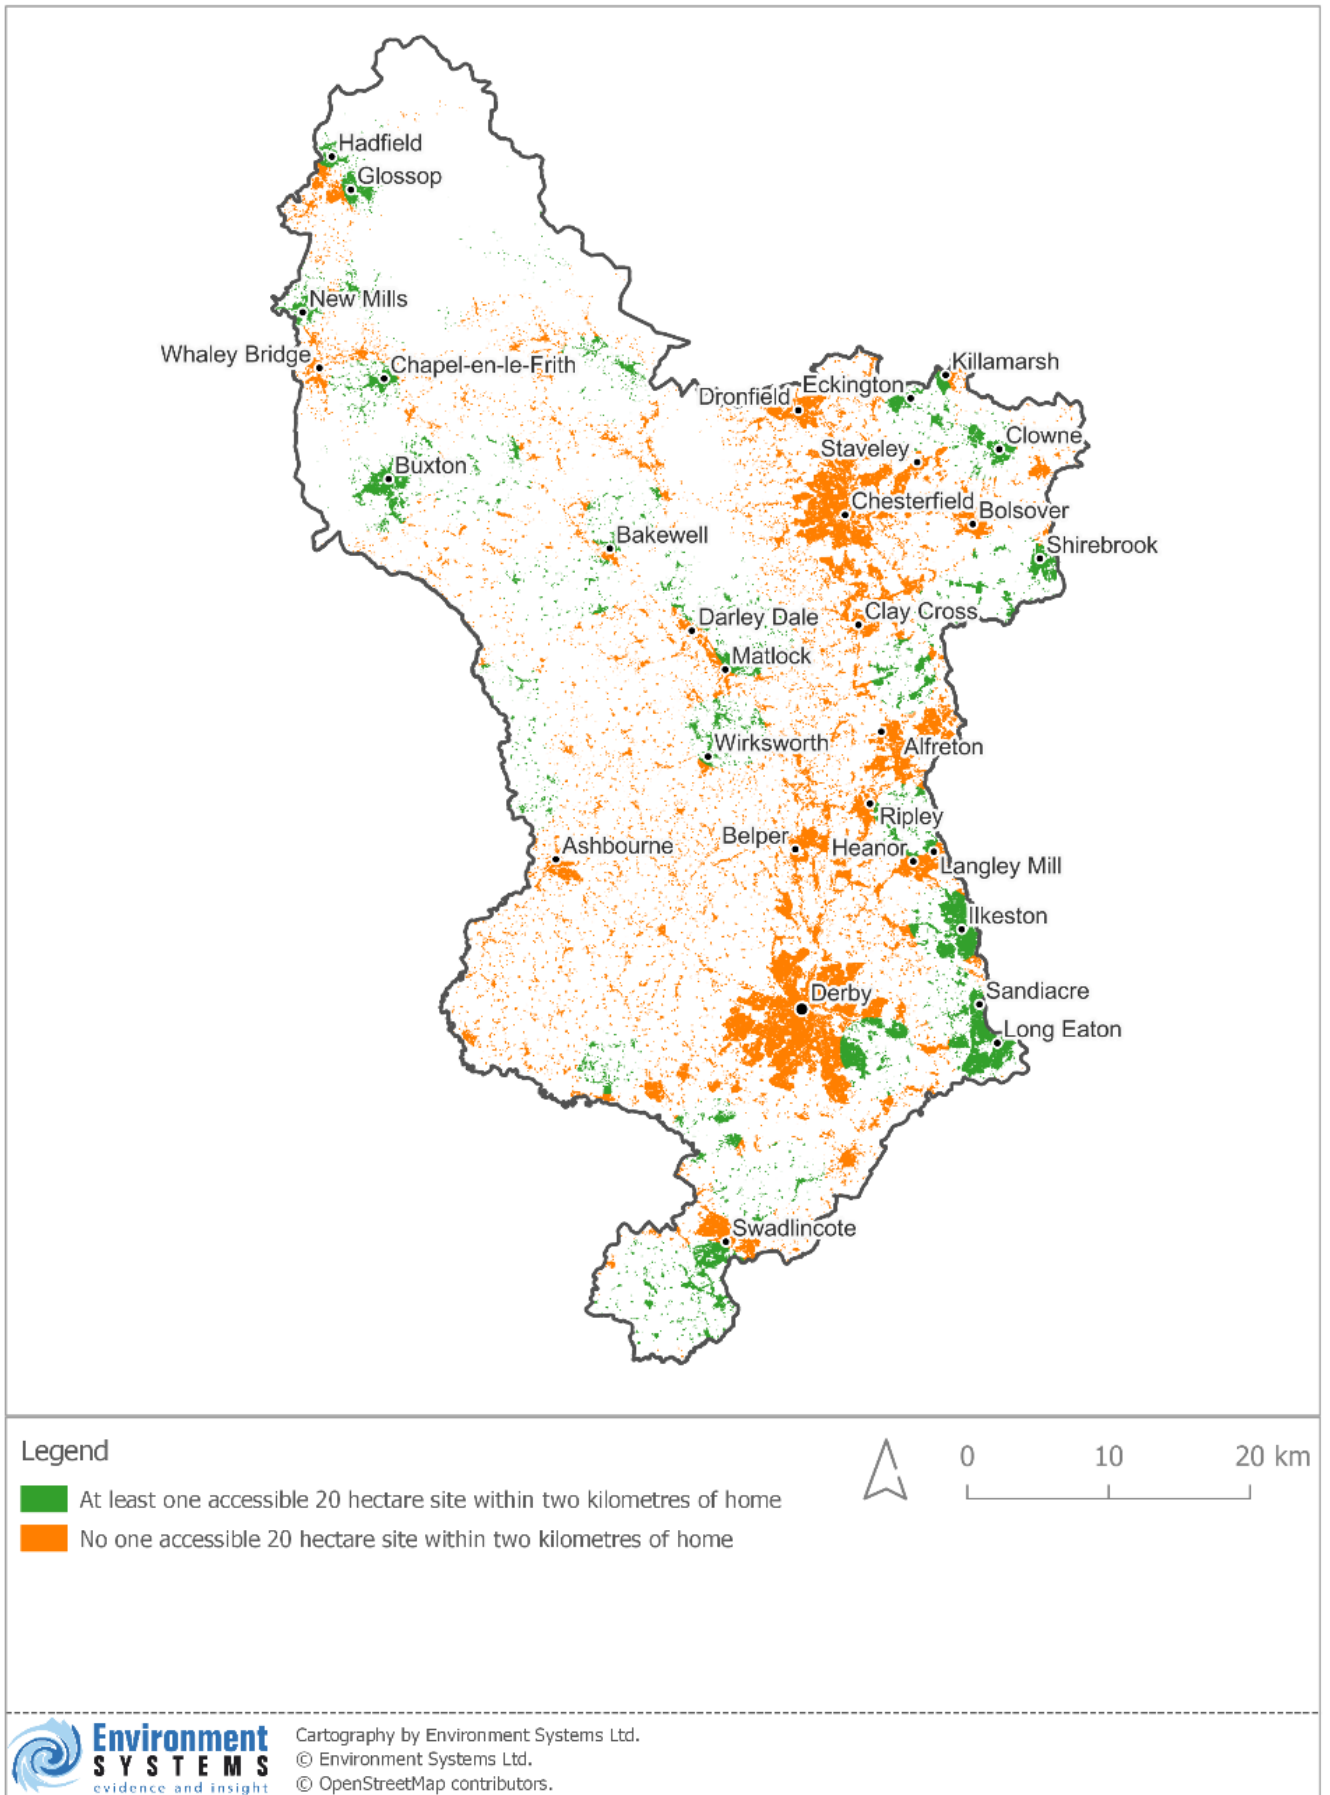 Hadfield
Glossop
New Mills
Whaley Bridge
Chapel-en-le-Frith
Killamarsh
Dronfield
Eckington
Clowne
Staveley
Buxton
Chesterfield
Bolsover
Bakewell
Shirebrook
Darley Dale
Clay Cross
Matlock
Wirksworth
Alfreton
Ripley
Belper
Heanor
Ashbourne
Langley Mill
Ilkeston
Derby
Sandiacre
Long Eaton
Swadlincote
Legend
0 10 20 km
At least one accessible 20 hectare site within two kilometres of home
No one accessible 20 hectare site within two kilometres of home
Environment
SYSTEMS
evidence and insight
Cartography by Environment Systems Ltd.
© Environment Systems Ltd.
© OpenStreetMap contributors.